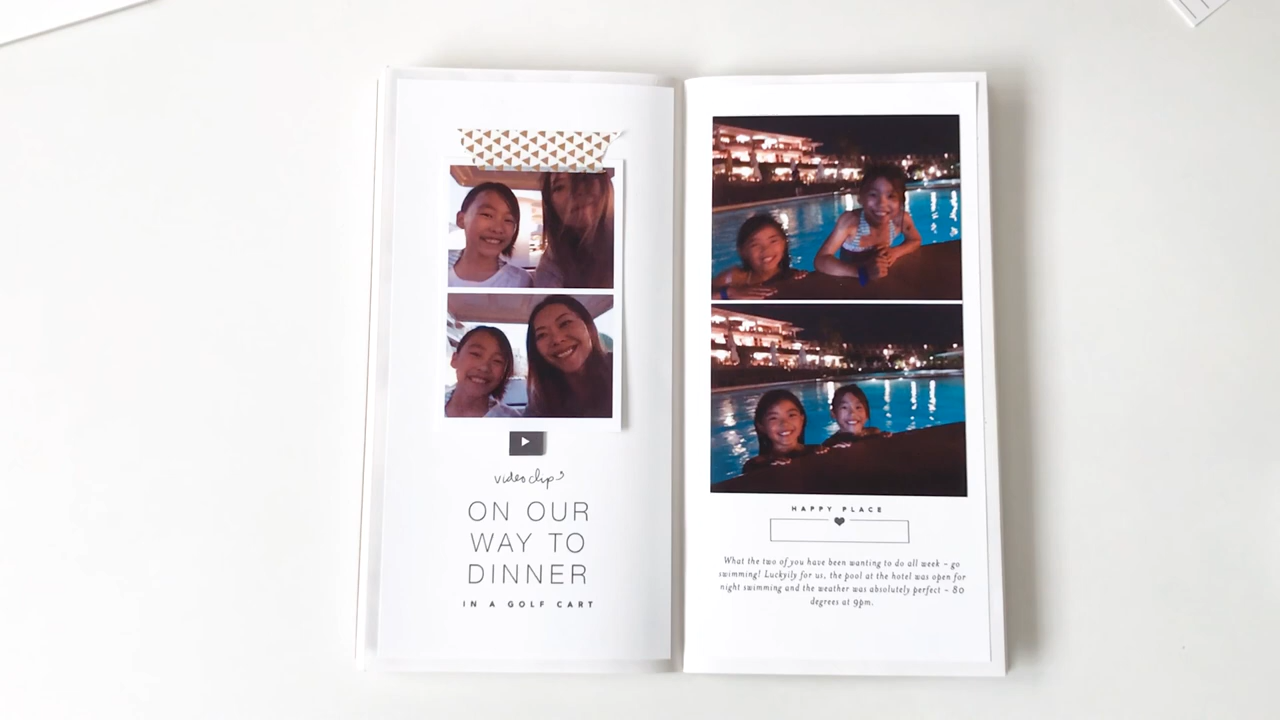 video clip
ON OUR
WAY TO
DINNER
IN A GOLF CART
HAPPY PLACE
What the two of you have been wanting to do all week - go
swimming! Luckyily for us, the pool at the hotel was open for
night swimming and the weather was absolutely perfect - 80
degrees at 9pm.